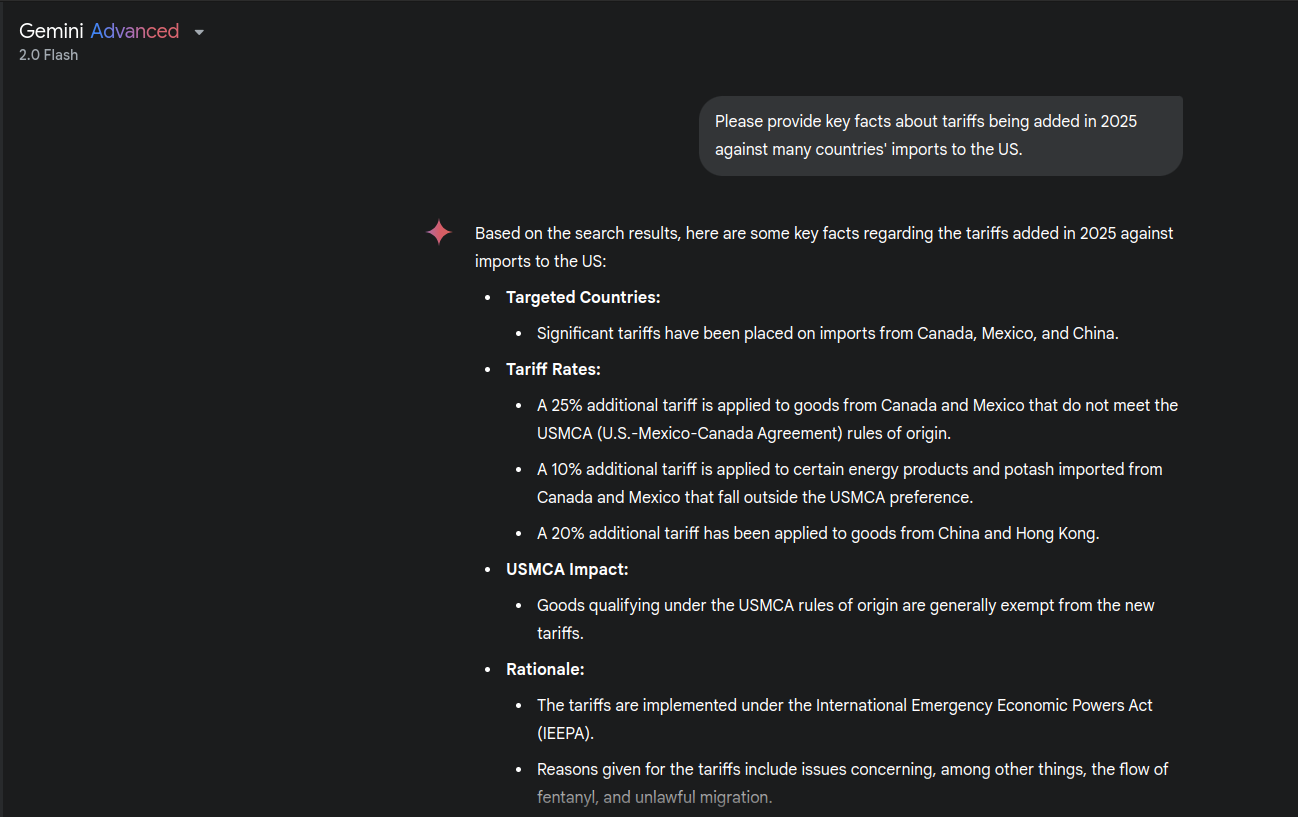 Gemini Advanced
2.0 Flash
Please provide key facts about tariffs being added in 2025
against many countries' imports to the US.
Based on the search results, here are some key facts regarding the tariffs added in 2025 against
imports to the US:
• Targeted Countries:
• Significant tariffs have been placed on imports from Canada, Mexico, and China.
• Tariff Rates:
• A 25% additional tariff is applied to goods from Canada and Mexico that do not meet the
USMCA (U.S.-Mexico-Canada Agreement) rules of origin.
• A 10% additional tariff is applied to certain energy products and potash imported from
Canada and Mexico that fall outside the USMCA preference.
• A 20% additional tariff has been applied to goods from China and Hong Kong.
• USMCA Impact:
• Goods qualifying under the USMCA rules of origin are generally exempt from the new
tariffs.
• Rationale:
• The tariffs are implemented under the International Emergency Economic Powers Act
(IEEPA).
• Reasons given for the tariffs include issues concerning, among other things, the flow of
fentanyl, and unlawful migration.